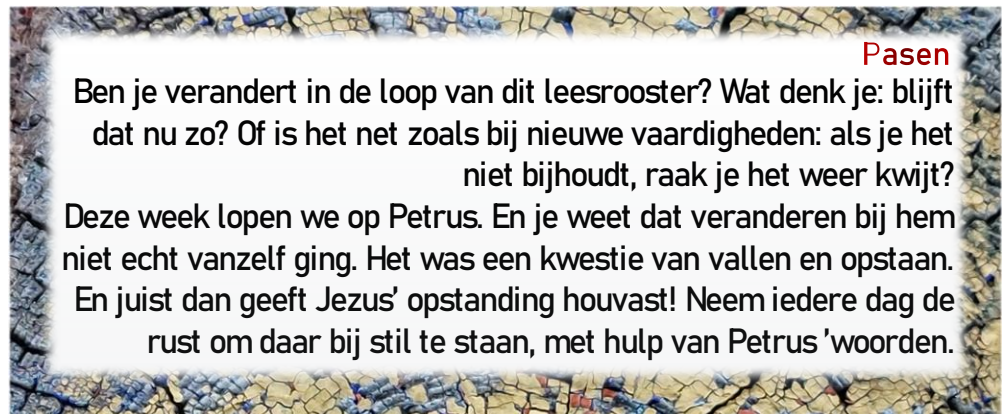 Pasen
Ben je verandert in de loop van dit leesrooster? Wat denk je: blijft
dat nu zo? Of is het net zoals bij nieuwe vaardigheden: als je het
niet bijhoudt, raak je het weer kwijt?
Deze week lopen we op Petrus. En je weet dat veranderen bij hem
niet echt vanzelf ging. Het was een kwestie van vallen en opstaan.
En juist dan geeft Jezus’ opstanding houvast! Neem iedere dag de
rust om daar bij stil te staan, met hulp van Petrus ’woorden.